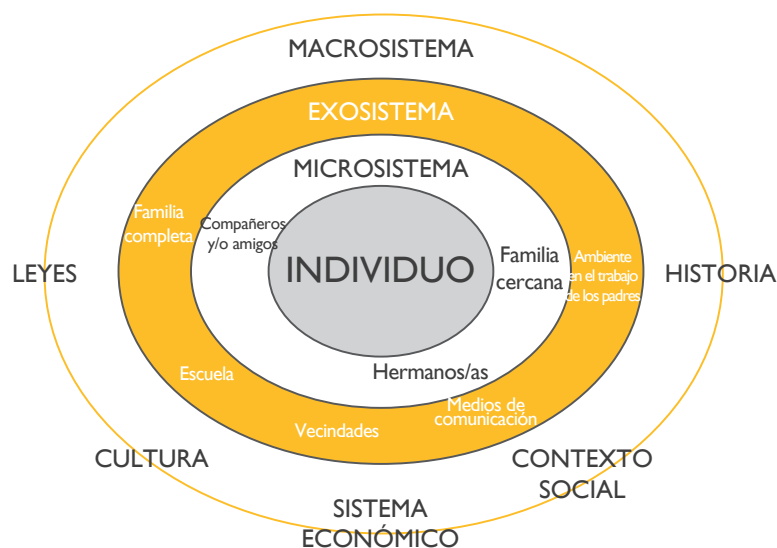 MACROSISTEMA
EXOSISTEMA
MICROSISTEMA
Familia
completa
Compañeros
y/o amigos
INDIVIDUO
Familia
cercana
Ambiente
en el trabajo
de los padres
LEYES
HISTORIA
Escuela
Hermanos/as
Medios de
comunicación
Vecindades
CULTURA
CONTEXTO
SOCIAL
SISTEMA
ECONÓMICO